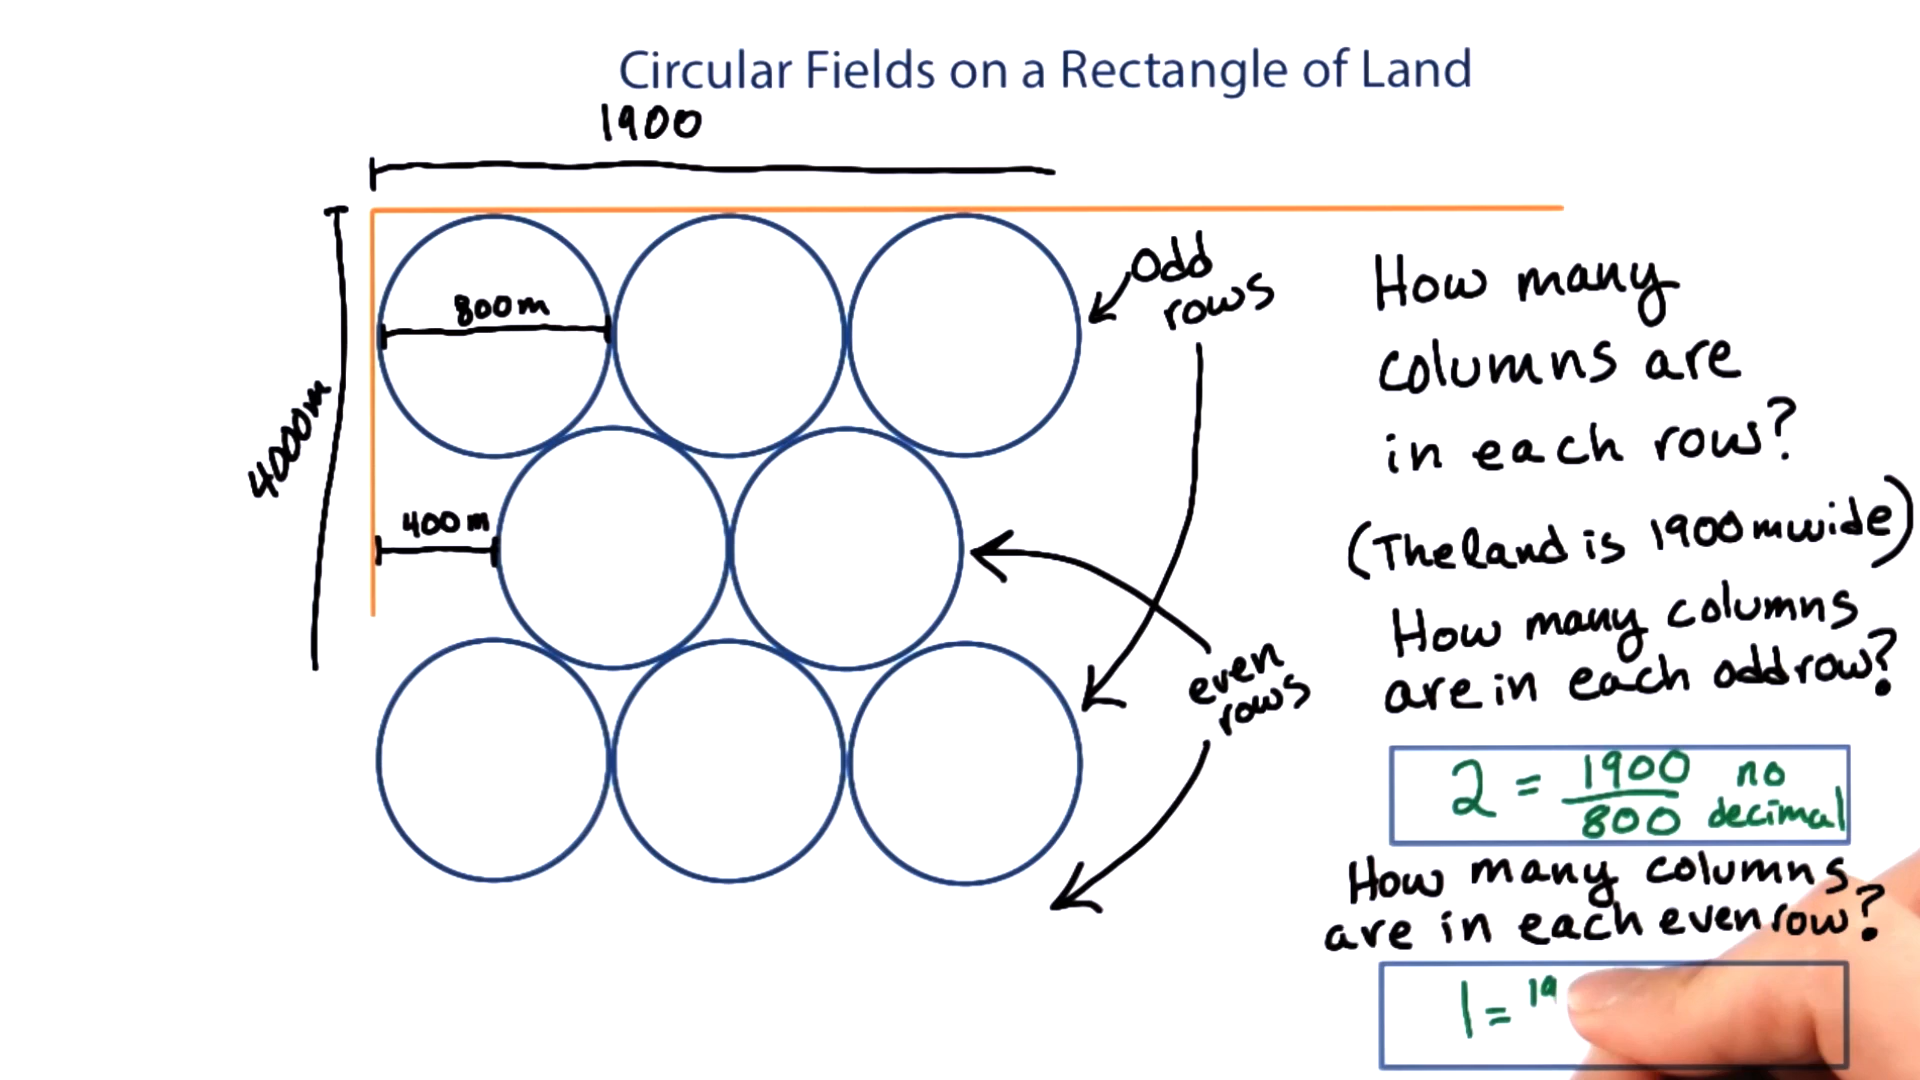 Circular Fields on a Rectangle of Land
1900
800m
4000m
400m
odd
rows
even
rows
How many
columns are
in each row?
(The land is 1900m wide)
How many columns
are in each odd row?
2 = 1900 no
800 decimal
How many columns
are in each even row?
1 = 19